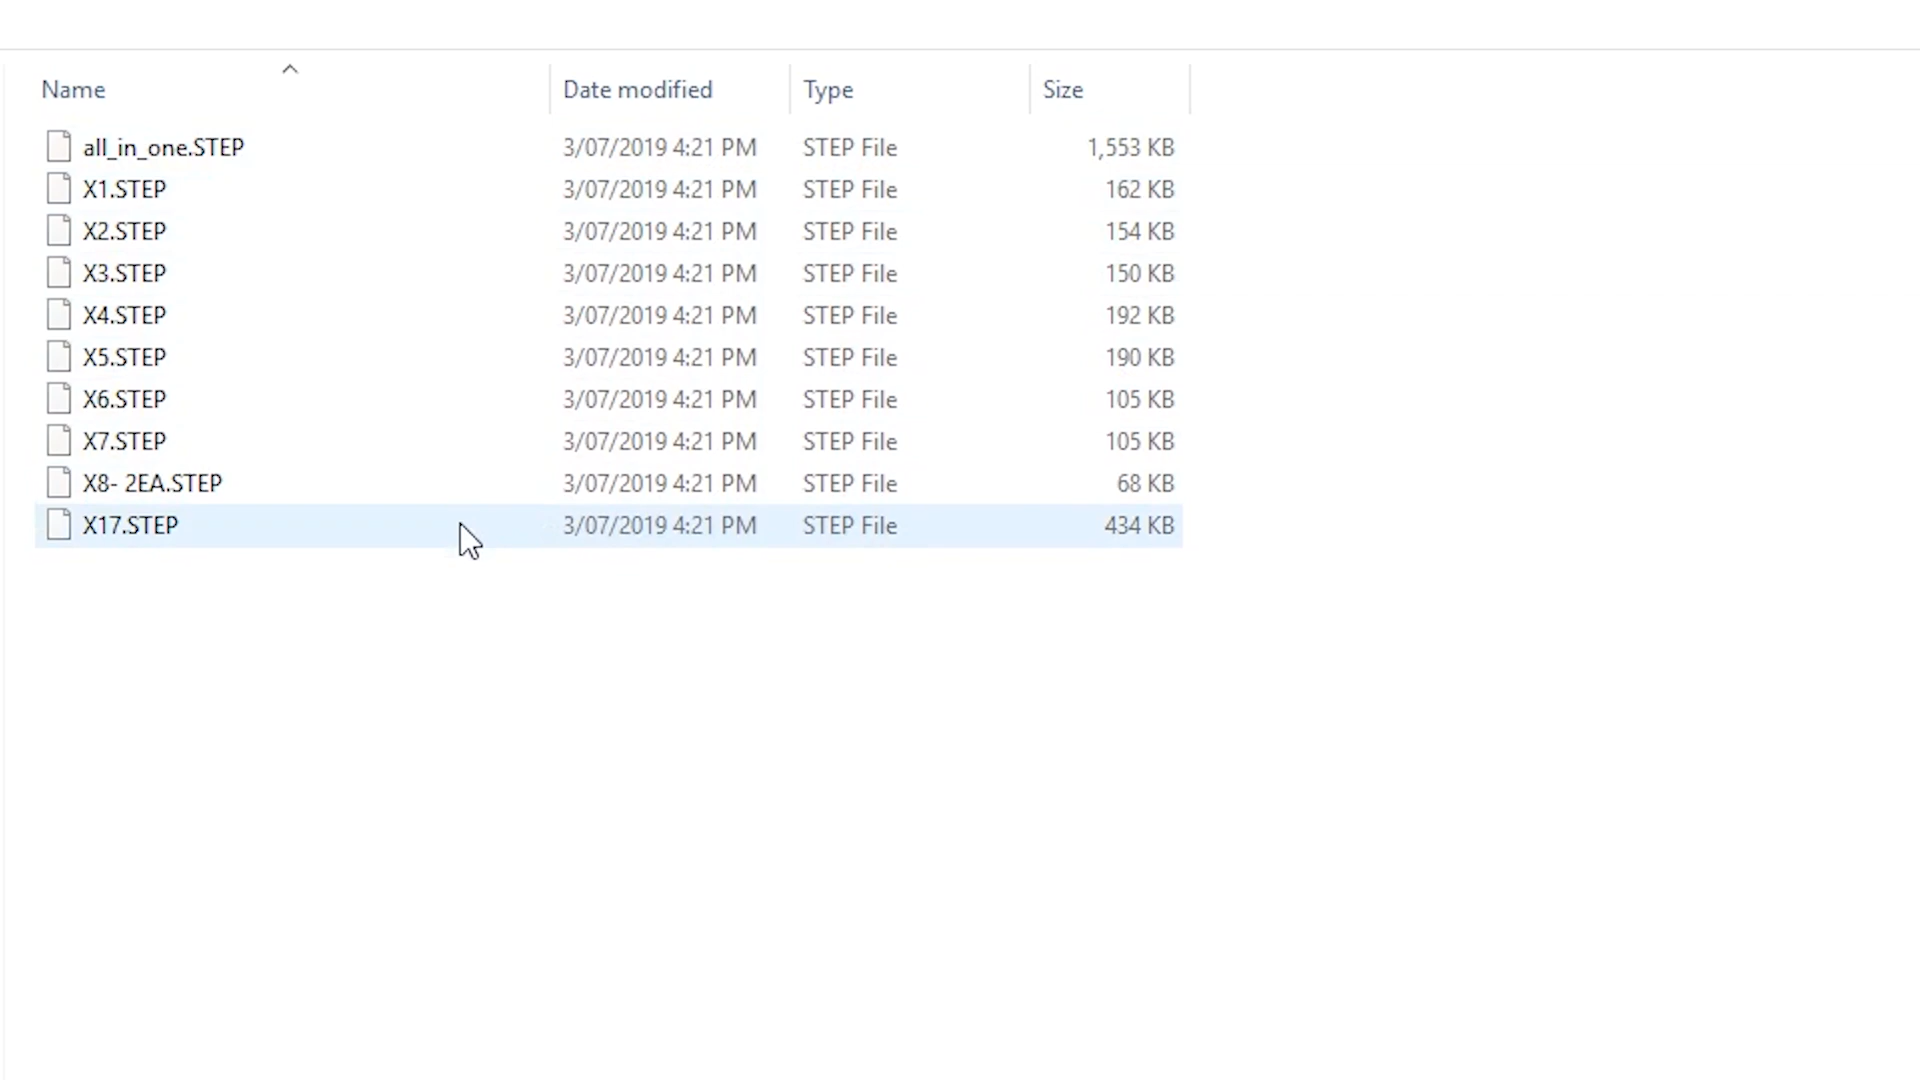 Name Date modified Type Size
all_in_one.STEP 3/07/2019 4:21 PM STEP File 1,553 KB
X1.STEP 3/07/2019 4:21 PM STEP File 162 KB
X2.STEP 3/07/2019 4:21 PM STEP File 154 KB
X3.STEP 3/07/2019 4:21 PM STEP File 150 KB
X4.STEP 3/07/2019 4:21 PM STEP File 192 KB
X5.STEP 3/07/2019 4:21 PM STEP File 190 KB
X6.STEP 3/07/2019 4:21 PM STEP File 105 KB
X7.STEP 3/07/2019 4:21 PM STEP File 105 KB
X8- 2EA.STEP 3/07/2019 4:21 PM STEP File 68 KB
X17.STEP 3/07/2019 4:21 PM STEP File 434 KB